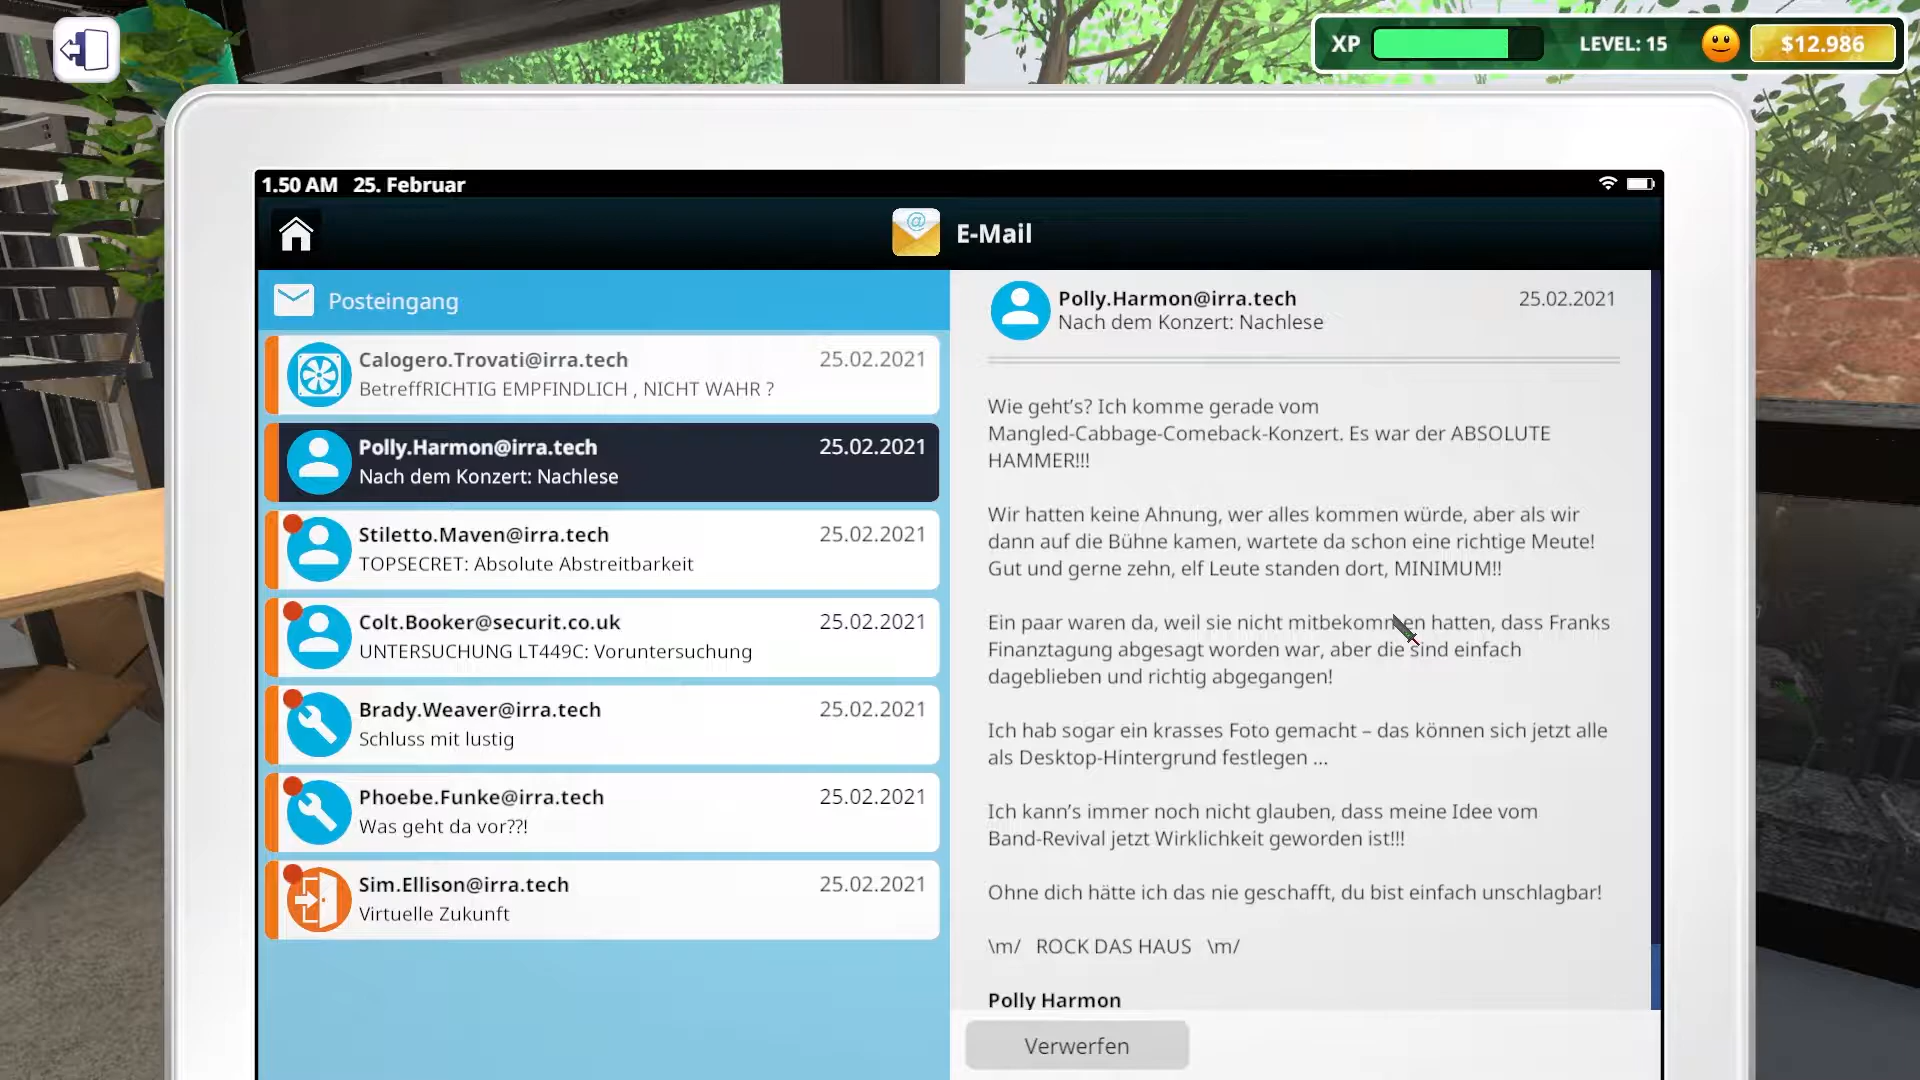 XP
LEVEL: 15
$12.986
1.50 AM 25. Februar
E-Mail
Posteingang
Calogero.Trovati@irra.tech 25.02.2021
BetreffRICHTIG EMPFINDLICH , NICHT WAHR ?
Polly.Harmon@irra.tech 25.02.2021
Nach dem Konzert: Nachlese
Stiletto.Maven@irra.tech 25.02.2021
TOPSECRET: Absolute Abstreitbarkeit
Colt.Booker@securit.co.uk 25.02.2021
UNTERSUCHUNG LT449C: Voruntersuchung
Brady.Weaver@irra.tech 25.02.2021
Schluss mit lustig
Phoebe.Funke@irra.tech 25.02.2021
Was geht da vor??!
Sim.Ellison@irra.tech 25.02.2021
Virtuelle Zukunft
Polly.Harmon@irra.tech 25.02.2021
Nach dem Konzert: Nachlese
Wie geht’s? Ich komme gerade vom
Mangled-Cabbage-Comeback-Konzert. Es war der ABSOLUTE
HAMMER!!!
Wir hatten keine Ahnung, wer alles kommen würde, aber als wir
dann auf die Bühne kamen, wartete da schon eine richtige Meute!
Gut und gerne zehn, elf Leute standen dort, MINIMUM!!
Ein paar waren da, weil sie nicht mitbekommen hatten, dass Franks
Finanztagung abgesagt worden war, aber die sind einfach
dageblieben und richtig abgegangen!
Ich hab sogar ein krasses Foto gemacht – das können sich jetzt alle
als Desktop-Hintergrund festlegen ...
Ich kann’s immer noch nicht glauben, dass meine Idee vom
Band-Revival jetzt Wirklichkeit geworden ist!!!
Ohne dich hätte ich das nie geschafft, du bist einfach unschlagbar!
\m/ ROCK DAS HAUS \m/
Polly Harmon
Verwerfen